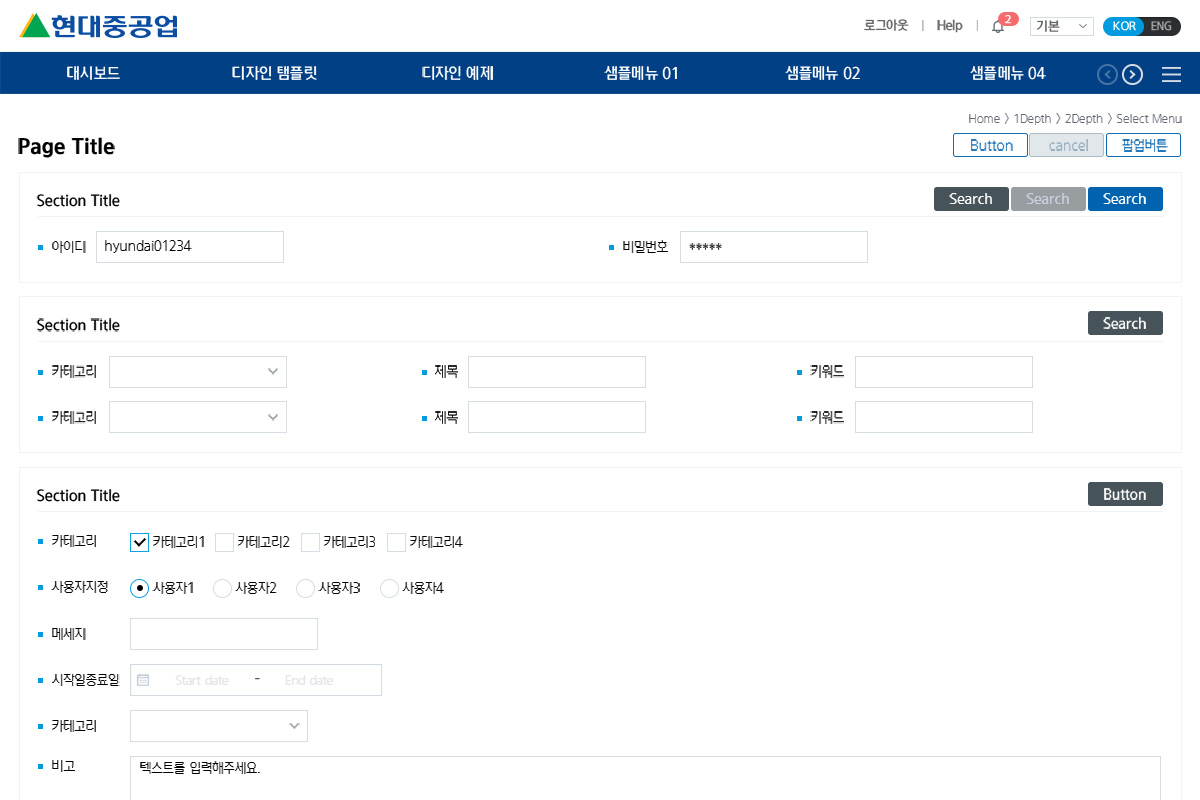 현대중공업
로그아웃 | Help | 2 기본 KOR ENG
대시보드 디자인 템플릿 디자인 예제 샘플메뉴 01 샘플메뉴 02 샘플메뉴 04
Home > 1Depth > 2Depth > Select Menu
Page Title Button cancel 팝업버튼
Section Title Search Search Search
아이디 hyundai01234 비밀번호 *****
Section Title Search
카테고리 제목 키워드
카테고리 제목 키워드
Section Title Button
카테고리 카테고리1 카테고리2 카테고리3 카테고리4
사용자지정 사용자1 사용자2 사용자3 사용자4
메세지
시작일종료일 Start date - End date
카테고리
비고 텍스트를 입력해주세요.